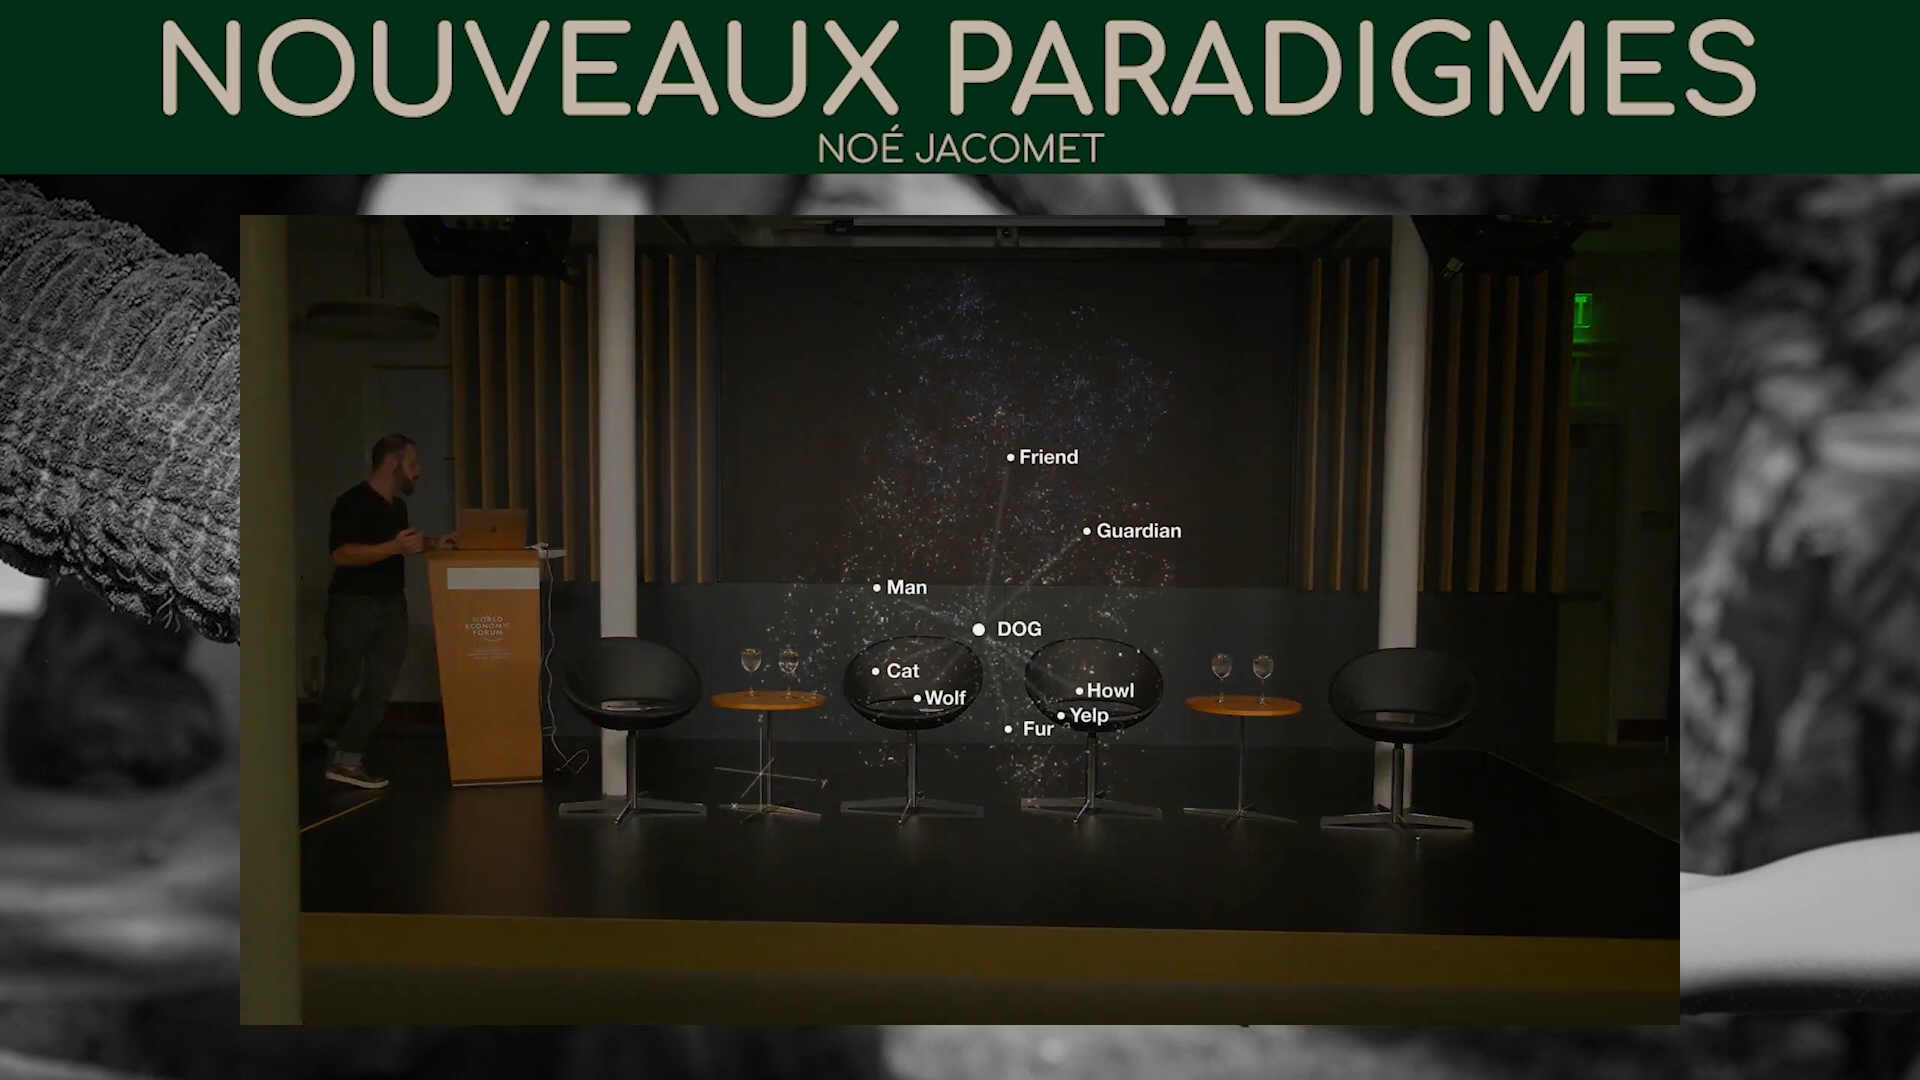 NOUVEAUX PARADIGMES
NOÉ JACOMET
Friend
Guardian
Man
DOG
Cat
Wolf
Howl
Yelp
Fur
WORLD
ECONOMIC
FORUM